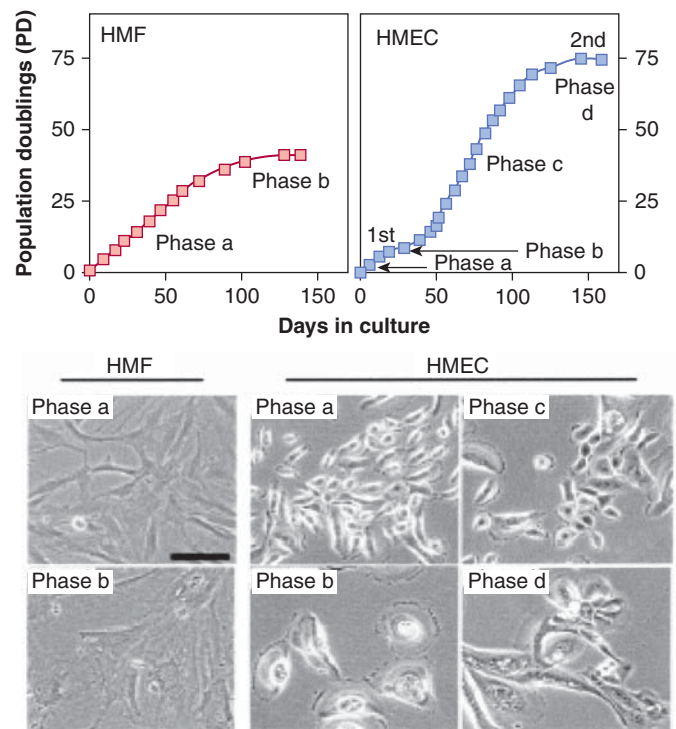 HMF
HMEC
Population doublings (PD)
75
50
25
0
2nd
Phase
d
Phase c
Phase b
Phase a
1st
Phase b
Phase a
75
50
25
0
0
50
100
150
0
50
100
150
Days in culture
HMF
HMEC
Phase a
Phase a
Phase c
Phase b
Phase b
Phase d